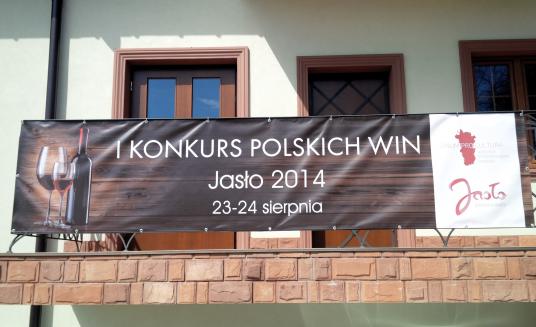 I KONKURS POLSKICH WIN
Jasło 2014
23-24 sierpnia
Jasło